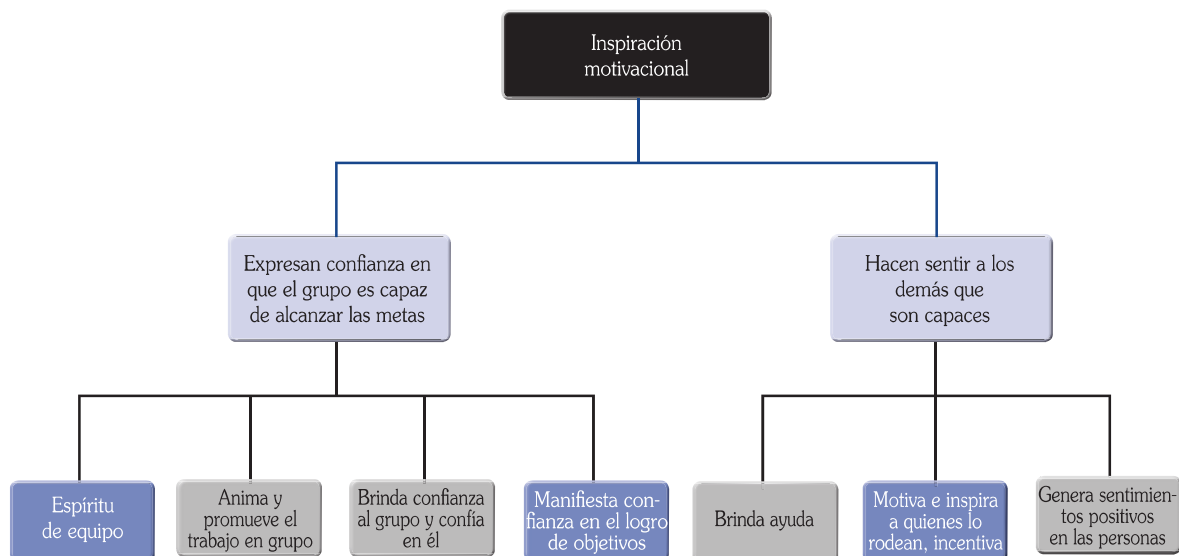 Inspiración
motivacional
Expresan confianza en
que el grupo es capaz
de alcanzar las metas
Hacen sentir a los
demás que
son capaces
Espíritu
de equipo
Anima y
promueve el
trabajo en grupo
Brinda confianza
al grupo y confía
en él
Manifiesta con-
fianza en el logro
de objetivos
Brinda ayuda
Motiva e inspira
a quienes lo
rodean, incentiva
Genera sentimien-
tos positivos
en las personas